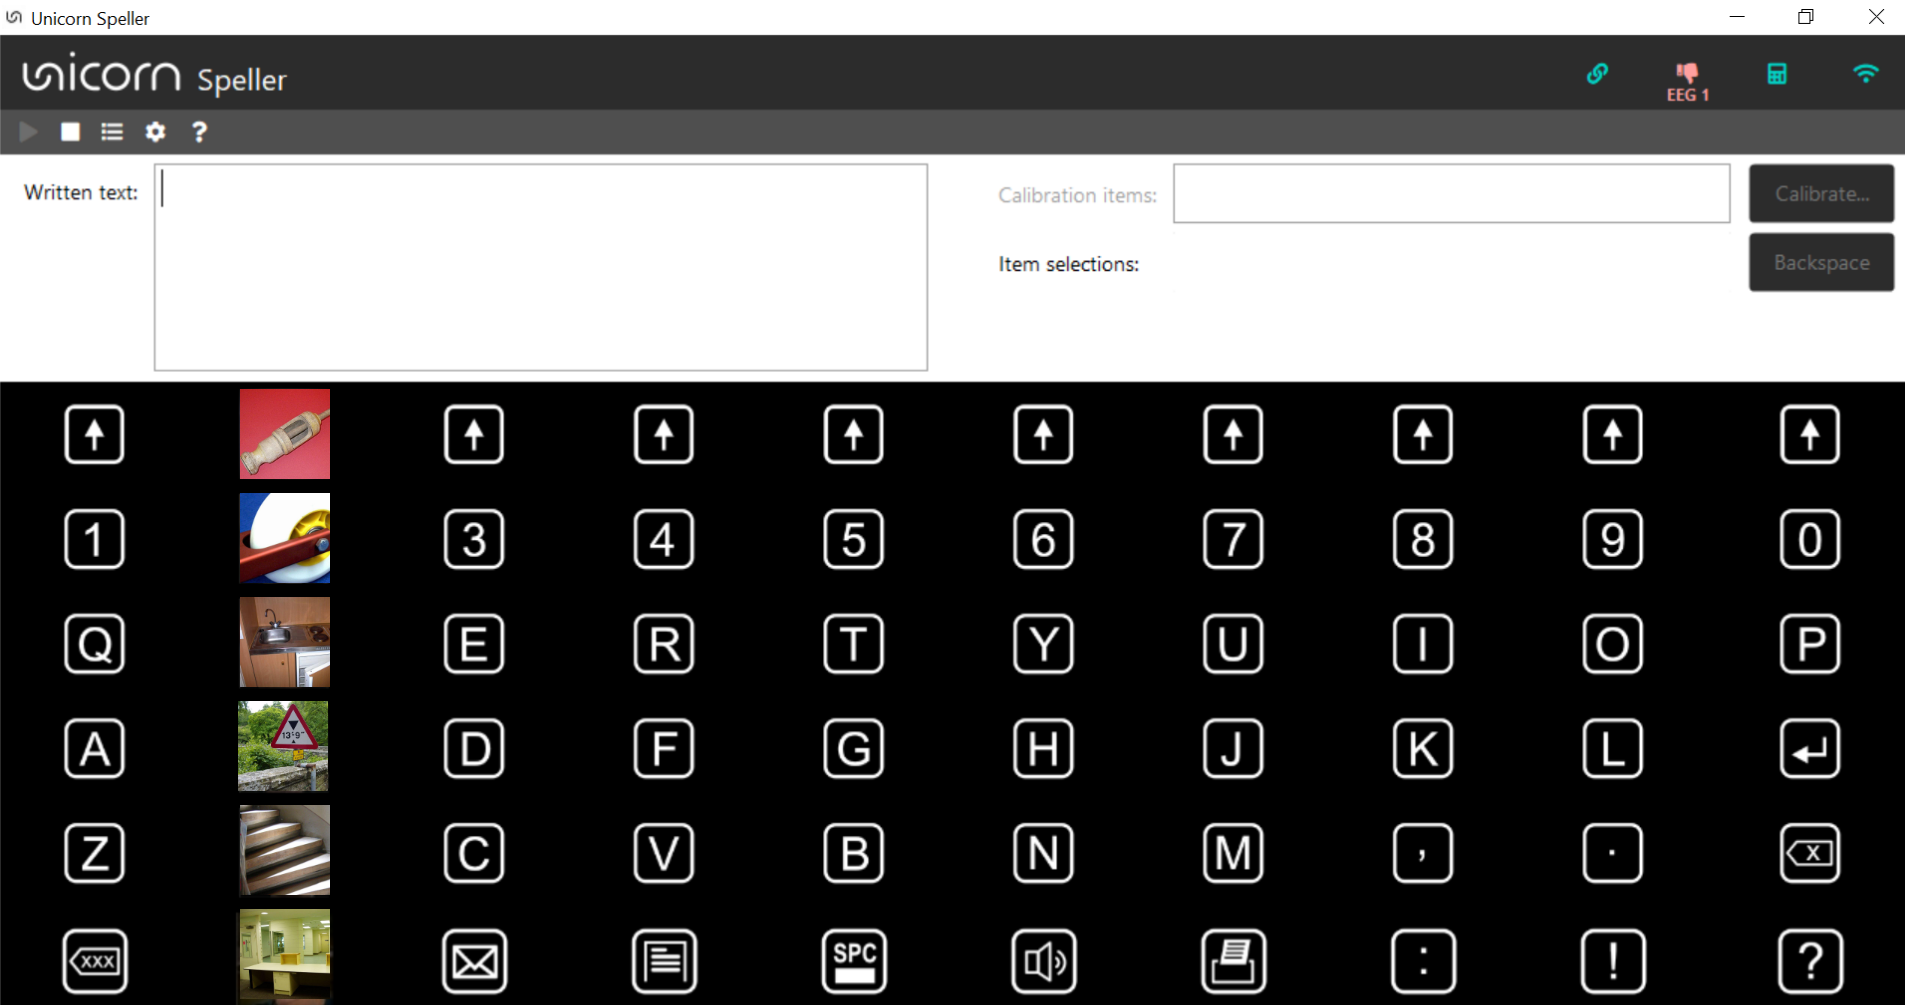 Unicorn Speller
unicorn Speller
EEG 1
?
Written text:
Calibration items:
Calibrate...
Item selections:
Backspace
1 3 4 5 6 7 8 9 0
Q E R T Y U I O P
13'9"
A D F G H J K L
Z C V B N M , . X
XXX SPC : ! ?